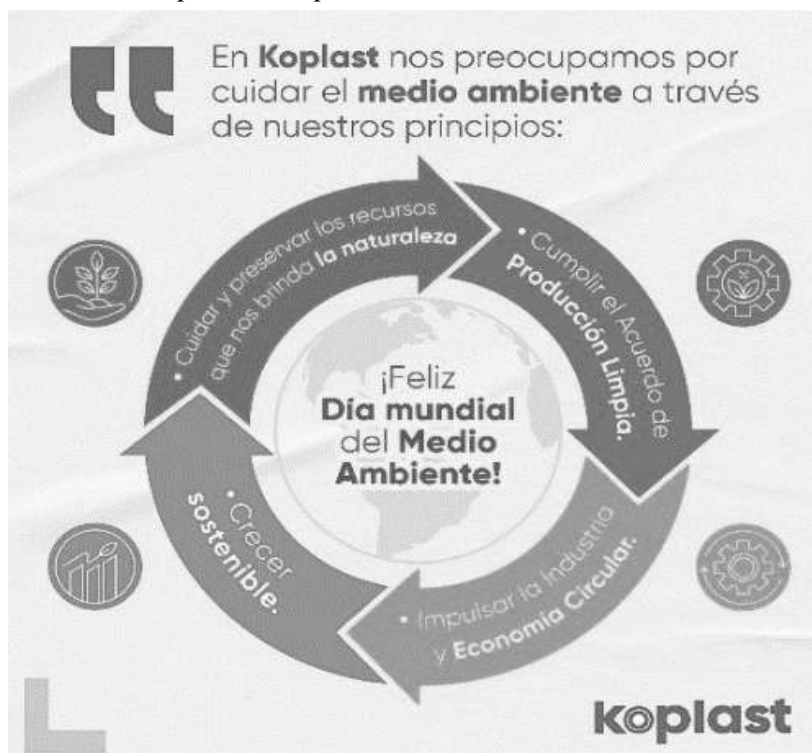 En Koplast nos preocupamos por
cuidar el medio ambiente a través
de nuestros principios:
• Cuidar y preservar los recursos
que nos brinda la naturaleza
• Cumplir el Acuerdo de
Producción Limpia.
¡Feliz
Día mundial
del Medio
Ambiente!
• Crecer
sostenible.
• Impulsar la Industria
y Economía Circular.
koplast